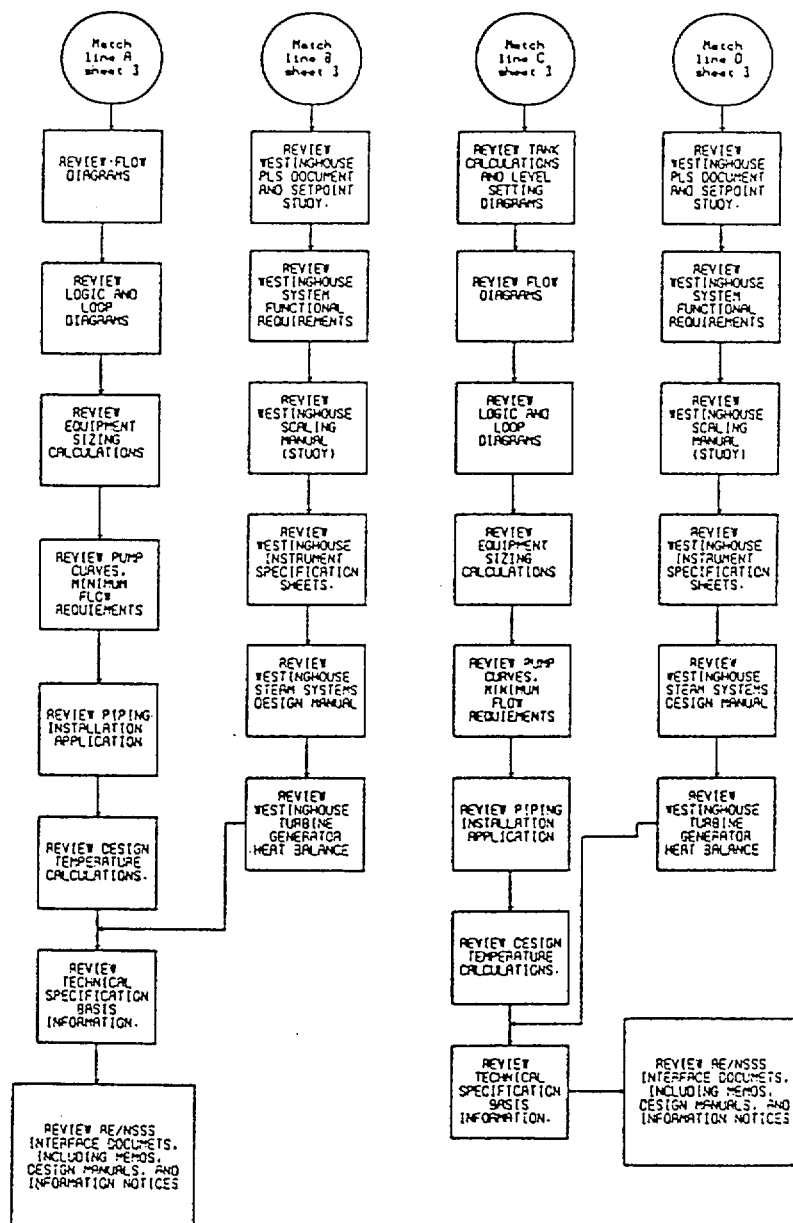 Match
line A
sheet 3
REVIEW FLOW
DIAGRAMS
REVIEW
LOGIC AND
LOOP
DIAGRAMS
REVIEW
EQUIPMENT
SIZING
CALCULATIONS
REVIEW PUMP
CURVES,
MINIMUM
FLOW
REQUIEMENTS
REVIEW PIPING
INSTALLATION
APPLICATION
REVIEW DESIGN
TEMPERATURE
CALCULATIONS.
REVIEW
TECHNICAL
SPECIFICATION
BASIS
INFORMATION.
REVIEW AE/NSSS
INTERFACE DOCUMETS,
INCLUDING MEMOS,
DESIGN MANUALS, AND
INFORMATION NOTICES
Match
line B
sheet 3
REVIEW
WESTINGHOUSE
PLS DOCUMENT
AND SETPOINT
STUDY.
REVIEW
WESTINGHOUSE
SYSTEM
FUNCTIONAL
REQUIREMENTS
REVIEW
WESTINGHOUSE
SCALING
MANUAL
(STUDY)
REVIEW
WESTINGHOUSE
INSTRUMENT
SPECIFICATION
SHEETS.
REVIEW
WESTINGHOUSE
STEAM SYSTEMS
DESIGN MANUAL
REVIEW
WESTINGHOUSE
TURBINE
GENERATOR
HEAT BALANCE
Match
line C
sheet 3
REVIEW TANK
CALCULATIONS
AND LEVEL
SETTING
DIAGRAMS
REVIEW FLOW
DIAGRAMS
REVIEW
LOGIC AND
LOOP
DIAGRAMS
REVIEW
EQUIPMENT
SIZING
CALCULATIONS
REVIEW PUMP
CURVES,
MINIMUM
FLOW
REQUIEMENTS
REVIEW PIPING
INSTALLATION
APPLICATION
REVIEW DESIGN
TEMPERATURE
CALCULATIONS.
REVIEW
TECHNICAL
SPECIFICATION
BASIS
INFORMATION.
REVIEW AE/NSSS
INTERFACE DOCUMETS,
INCLUDING MEMOS,
DESIGN MANUALS, AND
INFORMATION NOTICES
Match
line D
sheet 3
REVIEW
WESTINGHOUSE
PLS DOCUMENT
AND SETPOINT
STUDY.
REVIEW
WESTINGHOUSE
SYSTEM
FUNCTIONAL
REQUIREMENTS
REVIEW
WESTINGHOUSE
SCALING
MANUAL
(STUDY)
REVIEW
WESTINGHOUSE
INSTRUMENT
SPECIFICATION
SHEETS.
REVIEW
WESTINGHOUSE
STEAM SYSTEMS
DESIGN MANUAL
REVIEW
WESTINGHOUSE
TURBINE
GENERATOR
HEAT BALANCE